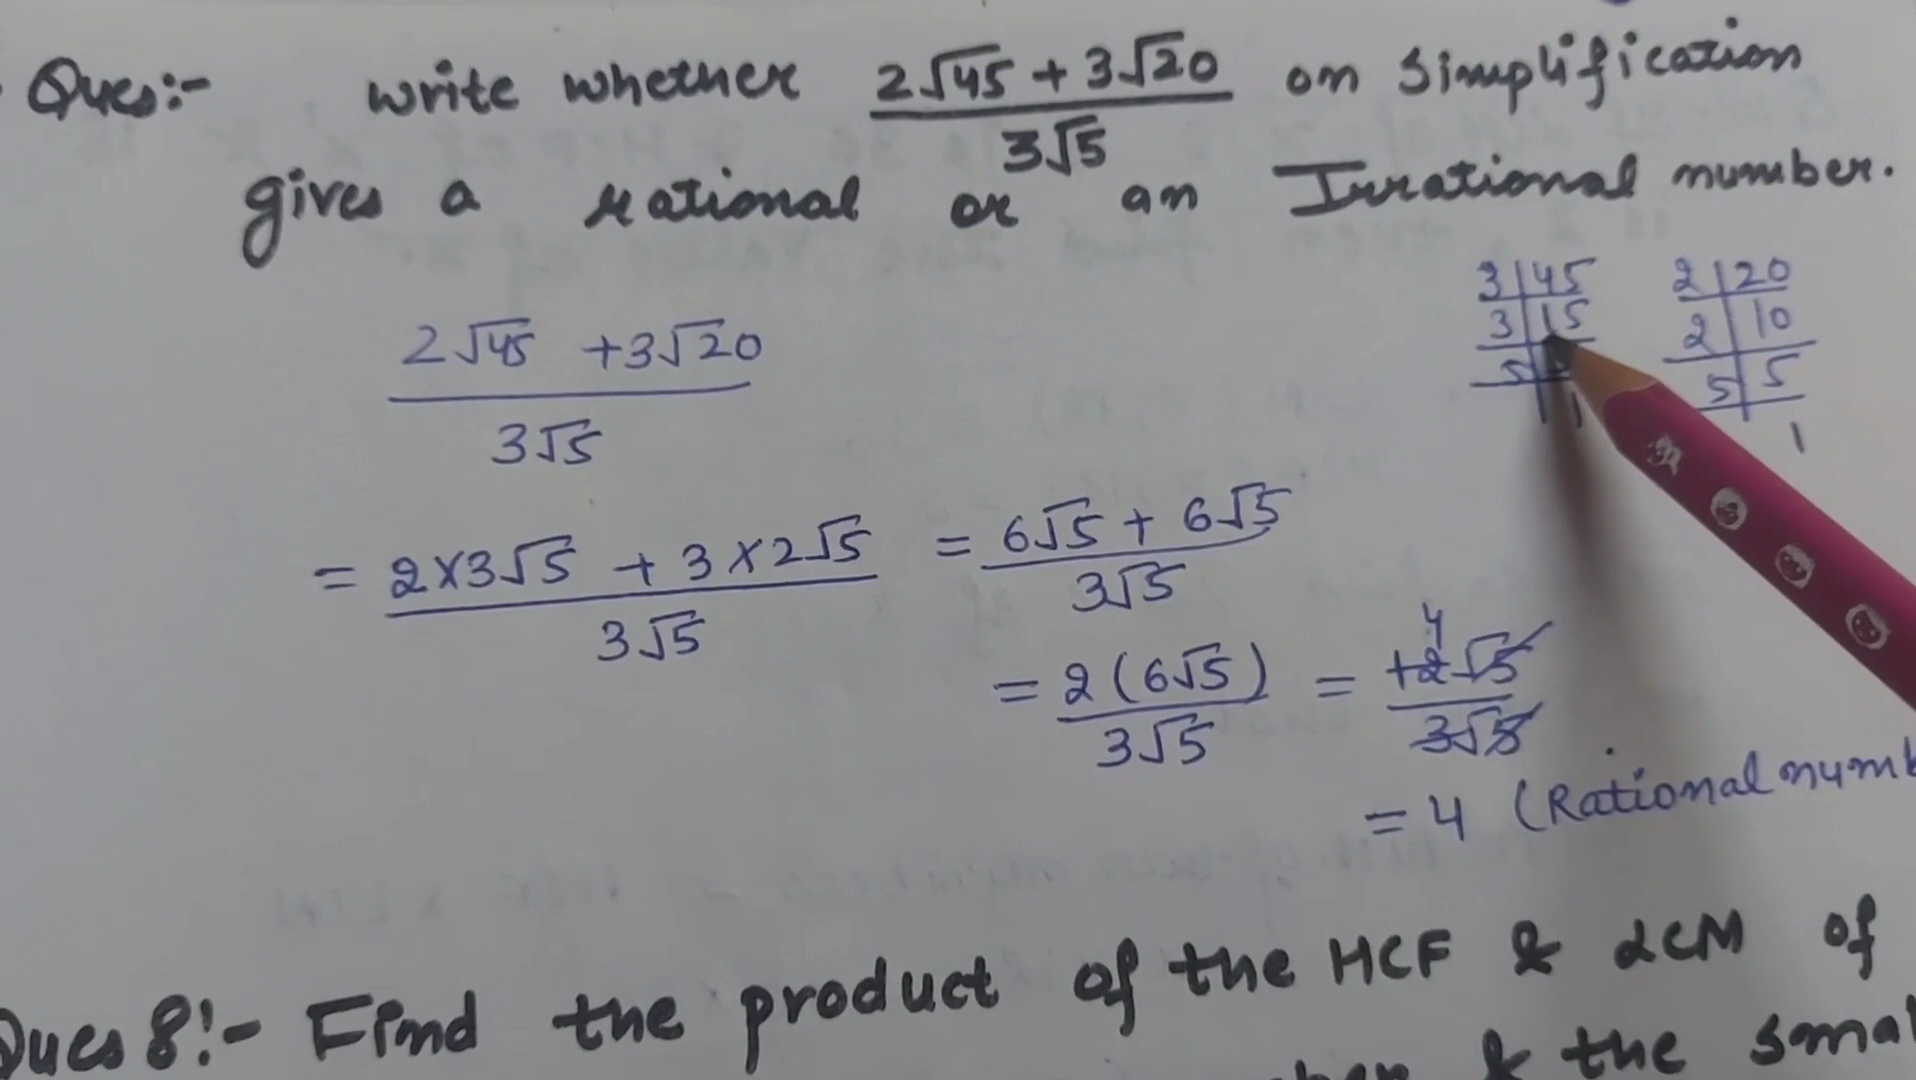 Ques:- write whether 2√45 + 3√20 / 3√5 on simplification
gives a rational or an Irrational number.
3 | 45
3 | 15
5
1
2 | 20
2 | 10
5 | 5
1
2√45 + 3√20 / 3√5
= 2×3√5 + 3×2√5 / 3√5 = 6√5 + 6√5 / 3√5
= 2(6√5) / 3√5 = 12√5 / 3√5
4
= 4 (Rational numb
Ques 8:- Find the product of the HCF & LCM of
& the smal